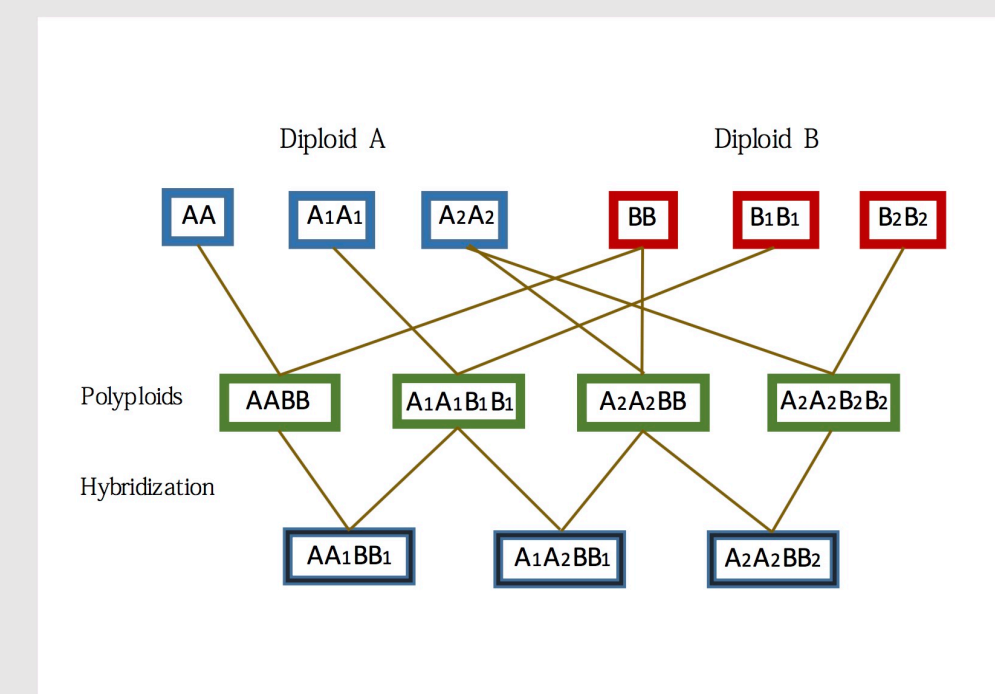 Diploid A Diploid B
AA A1A1 A2A2 BB B1B1 B2B2
Polyploids AABB A1A1B1B1 A2A2BB A2A2B2B2
Hybridization
AA1BB1 A1A2BB1 A2A2BB2